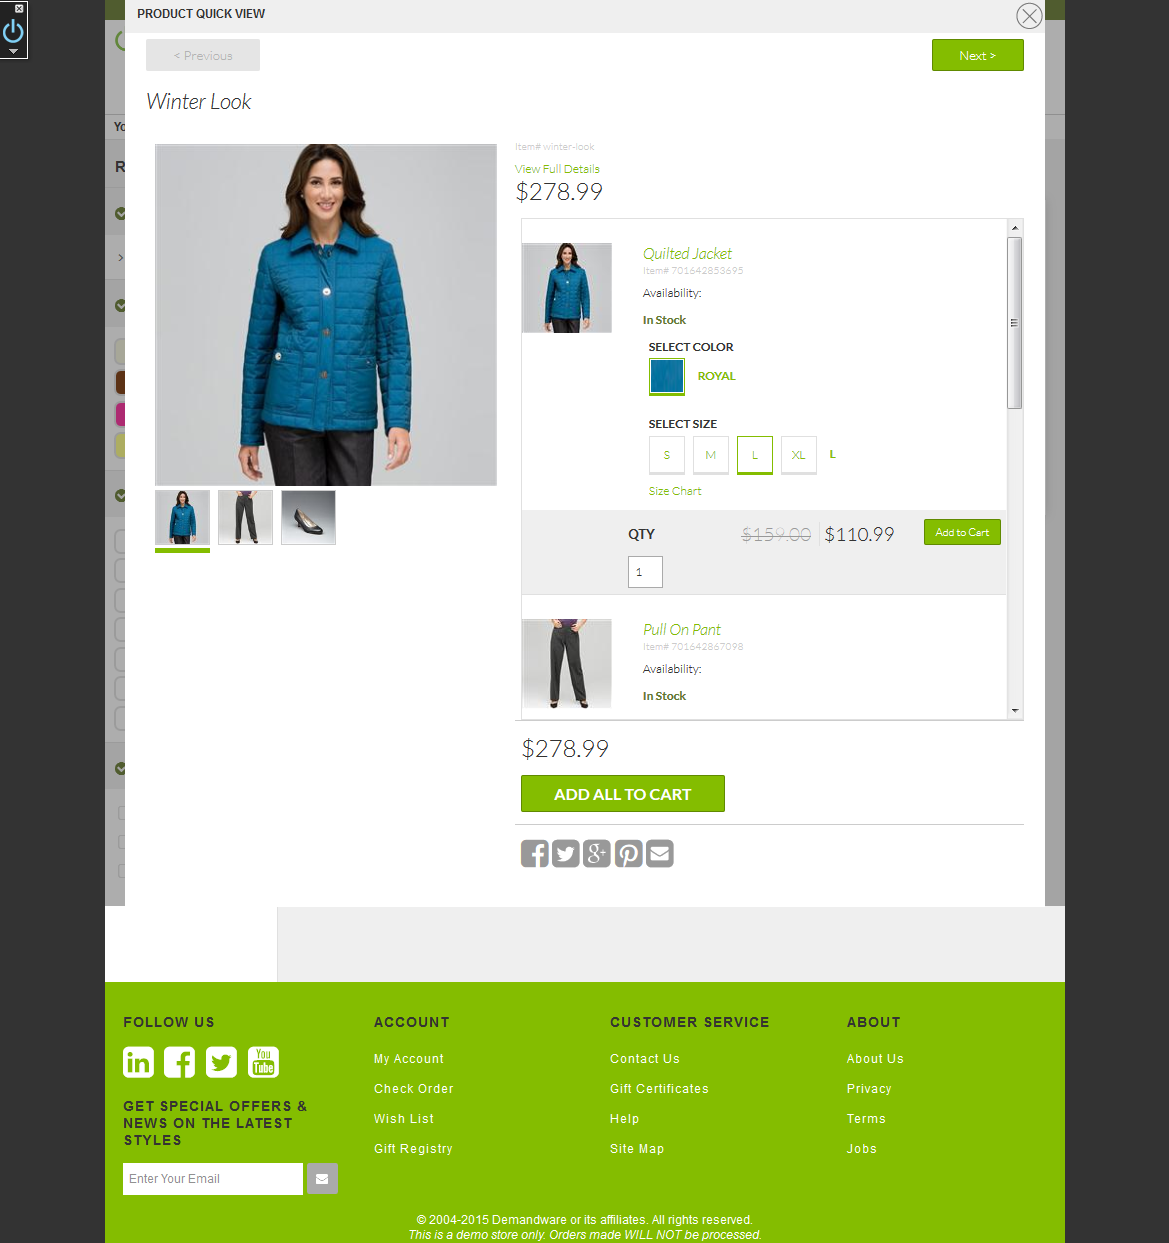 PRODUCT QUICK VIEW
< Previous
Next >
Winter Look
Item# winter-look
View Full Details
$278.99
Quilted Jacket
Item# 701642853695
Availability:
In Stock
SELECT COLOR
ROYAL
SELECT SIZE
S M L XL L
Size Chart
QTY $159.00 $110.99 Add to Cart
1
Pull On Pant
Item# 701642867098
Availability:
In Stock
$278.99
ADD ALL TO CART
FOLLOW US
You Tube
GET SPECIAL OFFERS &
NEWS ON THE LATEST
STYLES
Enter Your Email
ACCOUNT
My Account
Check Order
Wish List
Gift Registry
CUSTOMER SERVICE
Contact Us
Gift Certificates
Help
Site Map
ABOUT
About Us
Privacy
Terms
Jobs
© 2004-2015 Demandware or its affiliates. All rights reserved.
This is a demo store only. Orders made WILL NOT be processed.